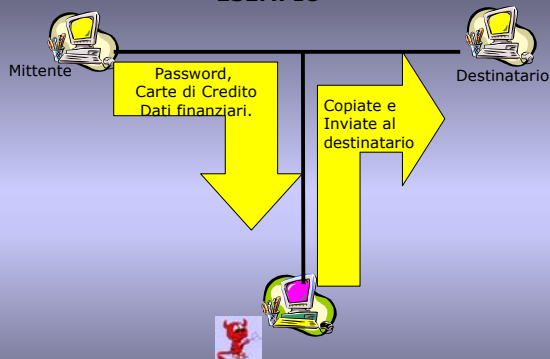 Mittente
Password,
Carte di Credito
Dati finanziari.
Copiate e
Inviate al
destinatario
Destinatario